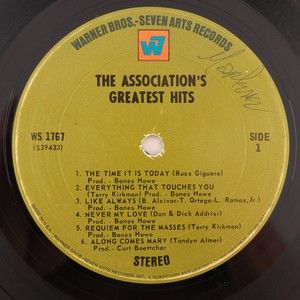 WARNER BROS.-SEVEN ARTS RECORDS
W7
THE ASSOCIATION'S
GREATEST HITS
WS 1767
(S39433)
SIDE
1
1. THE TIME IT IS TODAY (Russ Giguere)
Prod. - Bones Howe
2. EVERYTHING THAT TOUCHES YOU
(Terry Kirkman) Prod. - Bones Howe
3. LIKE ALWAYS (B. Alcivar-T. Ortega-L. Ramos, Jr.)
Prod. - Bones Howe
4. NEVER MY LOVE (Don & Dick Addrisi)
Prod. - Bones Howe
5. REQUIEM FOR THE MASSES (Terry Kirkman)
Prod. - Bones Howe
6. ALONG COMES MARY (Tandyn Almer)
Prod. - Curt Boettcher
STEREO
MADE IN U.S.A.